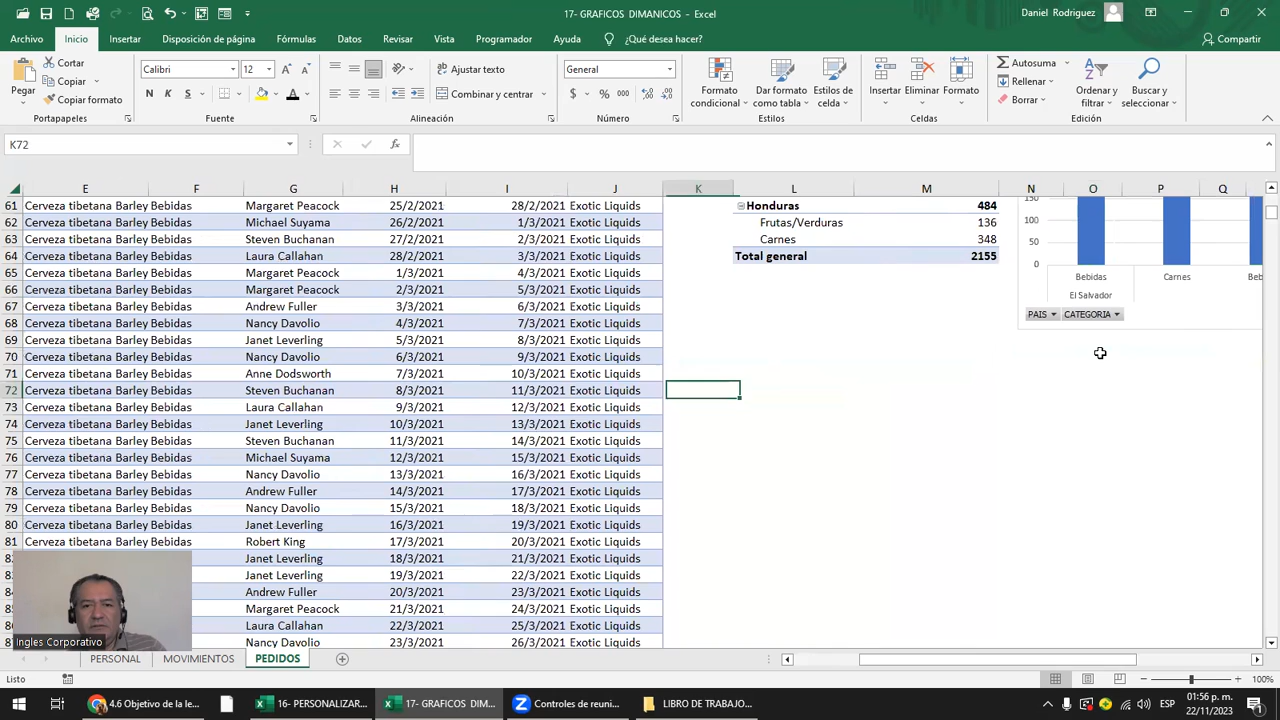 17- GRAFICOS DIMANICOS - Excel
Daniel Rodriguez
Archivo Inicio Insertar Disposición de página Fórmulas Datos Revisar Vista Programador Ayuda ¿Qué desea hacer? Compartir
Pegar
Cortar
Copiar
Copiar formato
Portapapeles
Calibri 12
N K S
Fuente
Ajustar texto
Combinar y centrar
Alineación
General
$ % 000
Número
Formato condicional
Dar formato como tabla
Estilos de celda
Estilos
Insertar Eliminar Formato
Celdas
Autosuma
Rellenar
Borrar
Ordenar y filtrar
Buscar y seleccionar
Edición
K72
E F G H I J K L M N O P Q
61 Cerveza tibetana Barley Bebidas Margaret Peacock 25/2/2021 28/2/2021 Exotic Liquids Honduras 484 150
62 Cerveza tibetana Barley Bebidas Michael Suyama 26/2/2021 1/3/2021 Exotic Liquids Frutas/Verduras 136 100
63 Cerveza tibetana Barley Bebidas Steven Buchanan 27/2/2021 2/3/2021 Exotic Liquids Carnes 348 50
64 Cerveza tibetana Barley Bebidas Laura Callahan 28/2/2021 3/3/2021 Exotic Liquids Total general 2155 0
65 Cerveza tibetana Barley Bebidas Margaret Peacock 1/3/2021 4/3/2021 Exotic Liquids Bebidas Carnes Beb
66 Cerveza tibetana Barley Bebidas Margaret Peacock 2/3/2021 5/3/2021 Exotic Liquids El Salvador
67 Cerveza tibetana Barley Bebidas Andrew Fuller 3/3/2021 6/3/2021 Exotic Liquids PAIS CATEGORIA
68 Cerveza tibetana Barley Bebidas Nancy Davolio 4/3/2021 7/3/2021 Exotic Liquids
69 Cerveza tibetana Barley Bebidas Janet Leverling 5/3/2021 8/3/2021 Exotic Liquids
70 Cerveza tibetana Barley Bebidas Nancy Davolio 6/3/2021 9/3/2021 Exotic Liquids
71 Cerveza tibetana Barley Bebidas Anne Dodsworth 7/3/2021 10/3/2021 Exotic Liquids
72 Cerveza tibetana Barley Bebidas Steven Buchanan 8/3/2021 11/3/2021 Exotic Liquids
73 Cerveza tibetana Barley Bebidas Laura Callahan 9/3/2021 12/3/2021 Exotic Liquids
74 Cerveza tibetana Barley Bebidas Janet Leverling 10/3/2021 13/3/2021 Exotic Liquids
75 Cerveza tibetana Barley Bebidas Steven Buchanan 11/3/2021 14/3/2021 Exotic Liquids
76 Cerveza tibetana Barley Bebidas Michael Suyama 12/3/2021 15/3/2021 Exotic Liquids
77 Cerveza tibetana Barley Bebidas Nancy Davolio 13/3/2021 16/3/2021 Exotic Liquids
78 Cerveza tibetana Barley Bebidas Andrew Fuller 14/3/2021 17/3/2021 Exotic Liquids
79 Cerveza tibetana Barley Bebidas Nancy Davolio 15/3/2021 18/3/2021 Exotic Liquids
80 Cerveza tibetana Barley Bebidas Janet Leverling 16/3/2021 19/3/2021 Exotic Liquids
81 Cerveza tibetana Barley Bebidas Robert King 17/3/2021 20/3/2021 Exotic Liquids
Janet Leverling 18/3/2021 21/3/2021 Exotic Liquids
Janet Leverling 19/3/2021 22/3/2021 Exotic Liquids
Andrew Fuller 20/3/2021 23/3/2021 Exotic Liquids
Margaret Peacock 21/3/2021 24/3/2021 Exotic Liquids
Laura Callahan 22/3/2021 25/3/2021 Exotic Liquids
Nancy Davolio 23/3/2021 26/3/2021 Exotic Liquids
Ingles Corporativo
PERSONAL MOVIMIENTOS PEDIDOS
Listo 100%
4.6 Objetivo de la le... 16- PERSONALIZAR... 17- GRAFICOS DIM... Controles de reuni... LIBRO DE TRABAJO... ESP 01:56 p. m.
22/11/2023